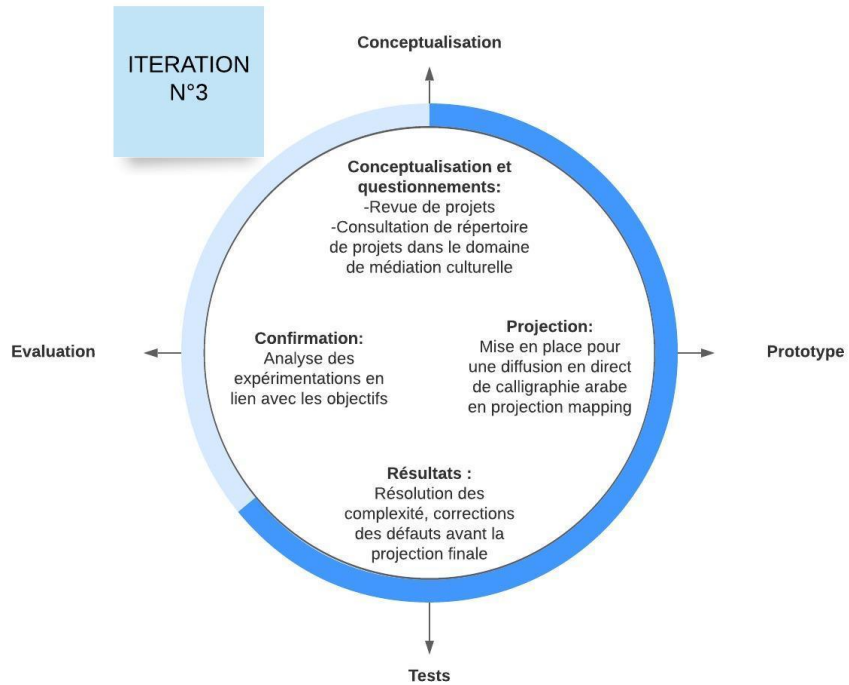 ITERATION
N°3
Conceptualisation
Conceptualisation et
questionnements:
-Revue de projets
-Consultation de répertoire
de projets dans le domaine
de médiation culturelle
Evaluation
Confirmation:
Analyse des
expérimentations en
lien avec les objectifs
Projection:
Mise en place pour
une diffusion en direct
de calligraphie arabe
en projection mapping
Prototype
Résultats :
Résolution des
complexité, corrections
des défauts avant la
projection finale
Tests